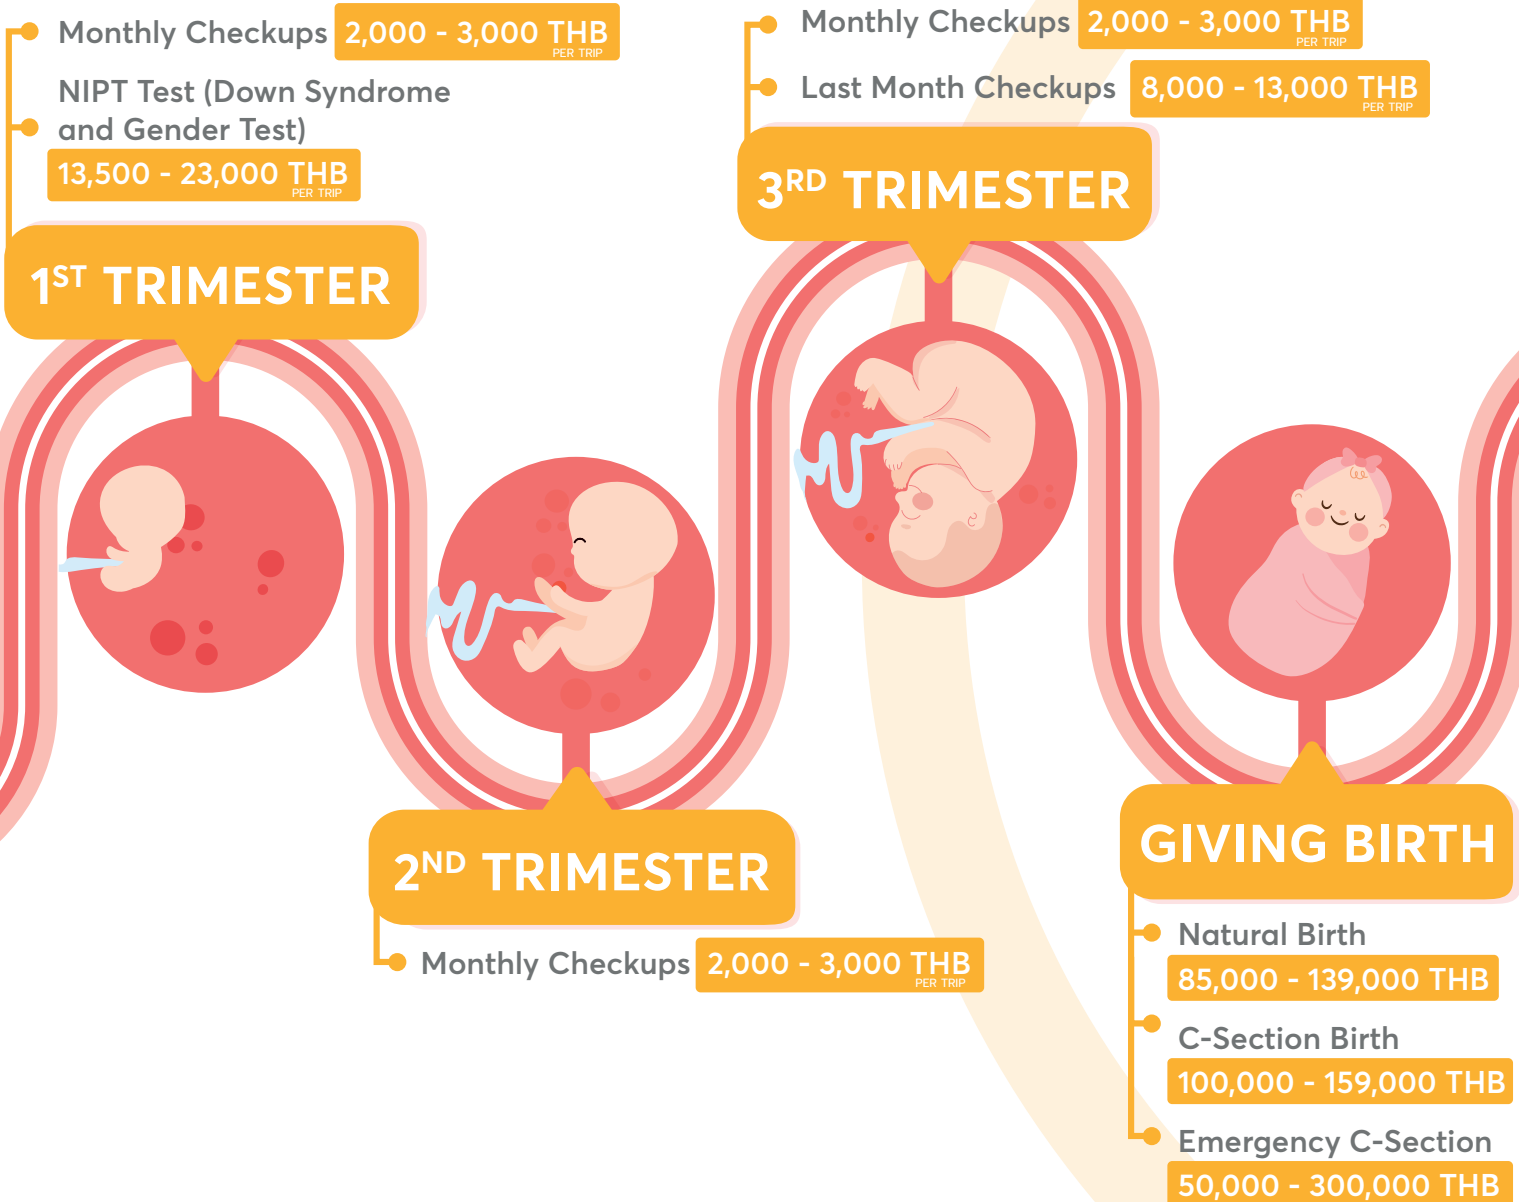 Monthly Checkups 2,000 - 3,000 THB
PER TRIP
NIPT Test (Down Syndrome
and Gender Test)
13,500 - 23,000 THB
PER TRIP
1ST TRIMESTER
2ND TRIMESTER
Monthly Checkups 2,000 - 3,000 THB
PER TRIP
Monthly Checkups 2,000 - 3,000 THB
PER TRIP
Last Month Checkups 8,000 - 13,000 THB
PER TRIP
3RD TRIMESTER
GIVING BIRTH
Natural Birth
85,000 - 139,000 THB
C-Section Birth
100,000 - 159,000 THB
Emergency C-Section
50,000 - 300,000 THB